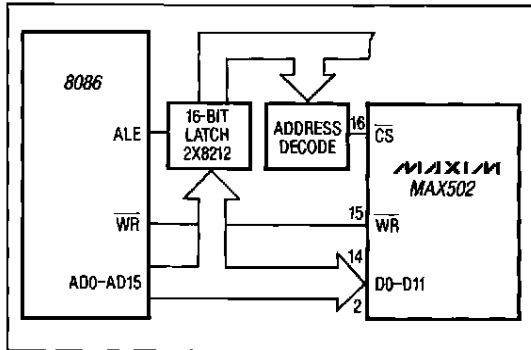 8086
ALE
WR
AD0-AD15
16-BIT
LATCH
2X8212
ADDRESS
DECODE
16
CS
MAXIM
MAX502
15
WR
14
D0-D11
2